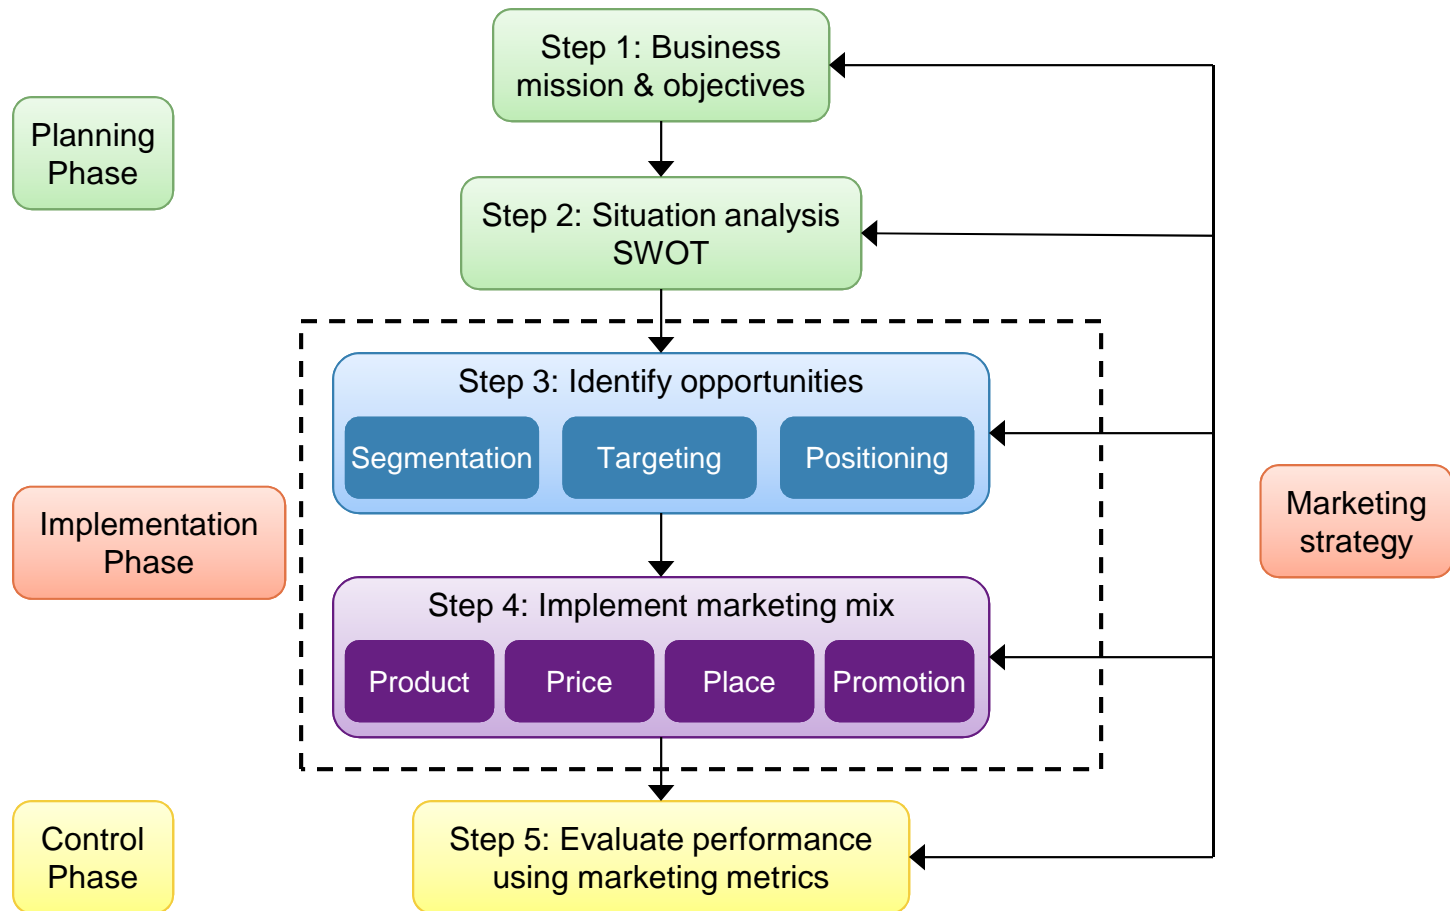 Step 1: Business
mission & objectives
Planning
Phase
Step 2: Situation analysis
SWOT
Step 3: Identify opportunities
Segmentation
Targeting
Positioning
Implementation
Phase
Marketing
strategy
Step 4: Implement marketing mix
Product
Price
Place
Promotion
Control
Phase
Step 5: Evaluate performance
using marketing metrics